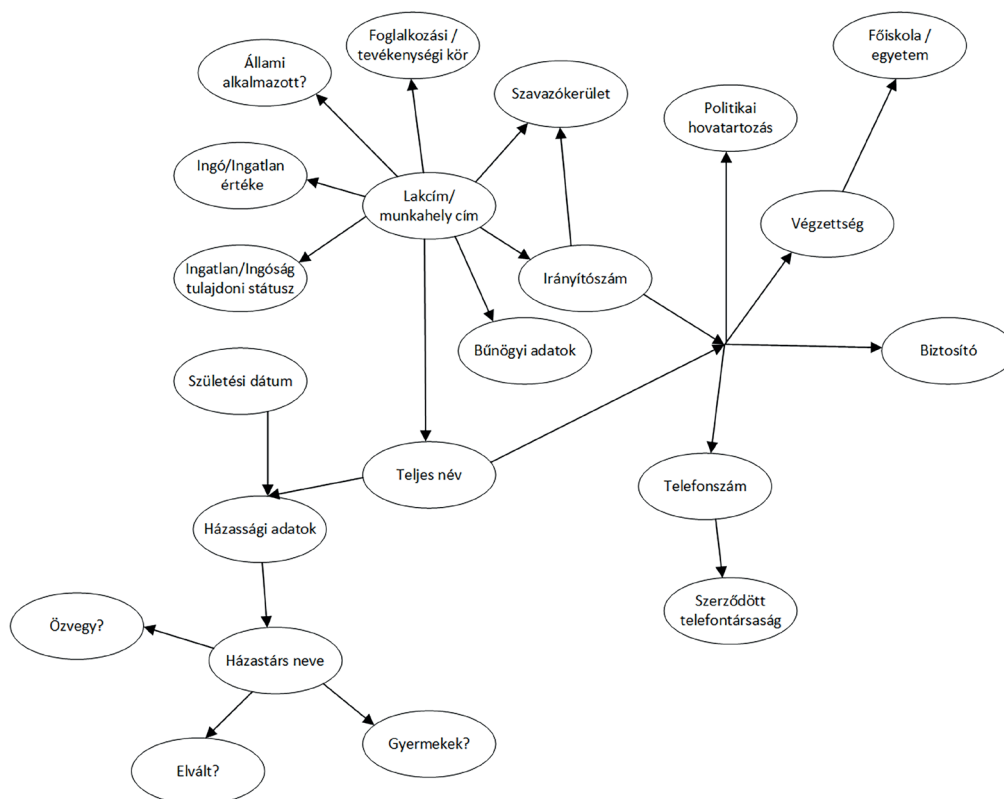 Foglalkozási /
tevékenységi kör
Főiskola /
egyetem
Állami
alkalmazott?
Szavazókerület
Politikai
hovatartozás
Ingó/Ingatlan
értéke
Lakcím/
munkahely cím
Végzettség
Ingatlan/Ingóság
tulajdoni státusz
Irányítószám
Bűnögyi adatok
Biztosító
Születési dátum
Teljes név
Telefonszám
Házassági adatok
Szerződött
telefontársaság
Özvegy?
Házastárs neve
Gyermekek?
Elvált?